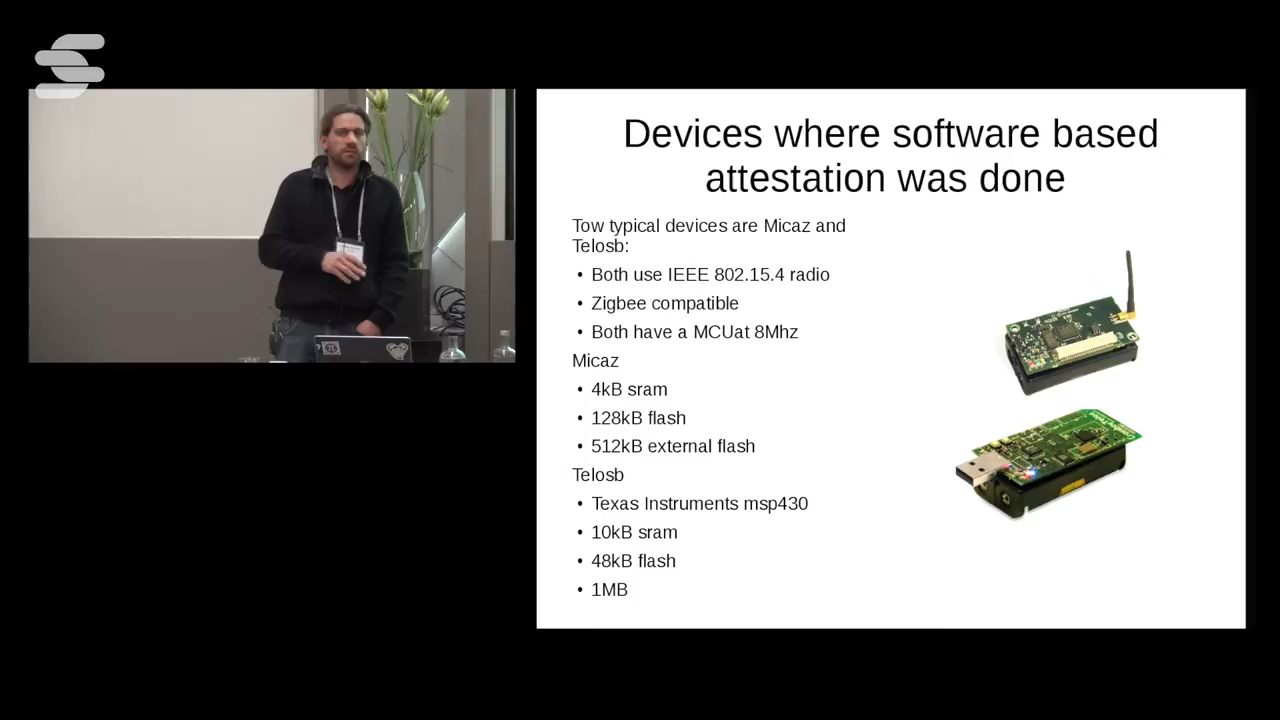 Devices where software based
attestation was done
Tow typical devices are Micaz and
Telosb:
• Both use IEEE 802.15.4 radio
• Zigbee compatible
• Both have a MCUat 8Mhz
Micaz
• 4kB sram
• 128kB flash
• 512kB external flash
Telosb
• Texas Instruments msp430
• 10kB sram
• 48kB flash
• 1MB